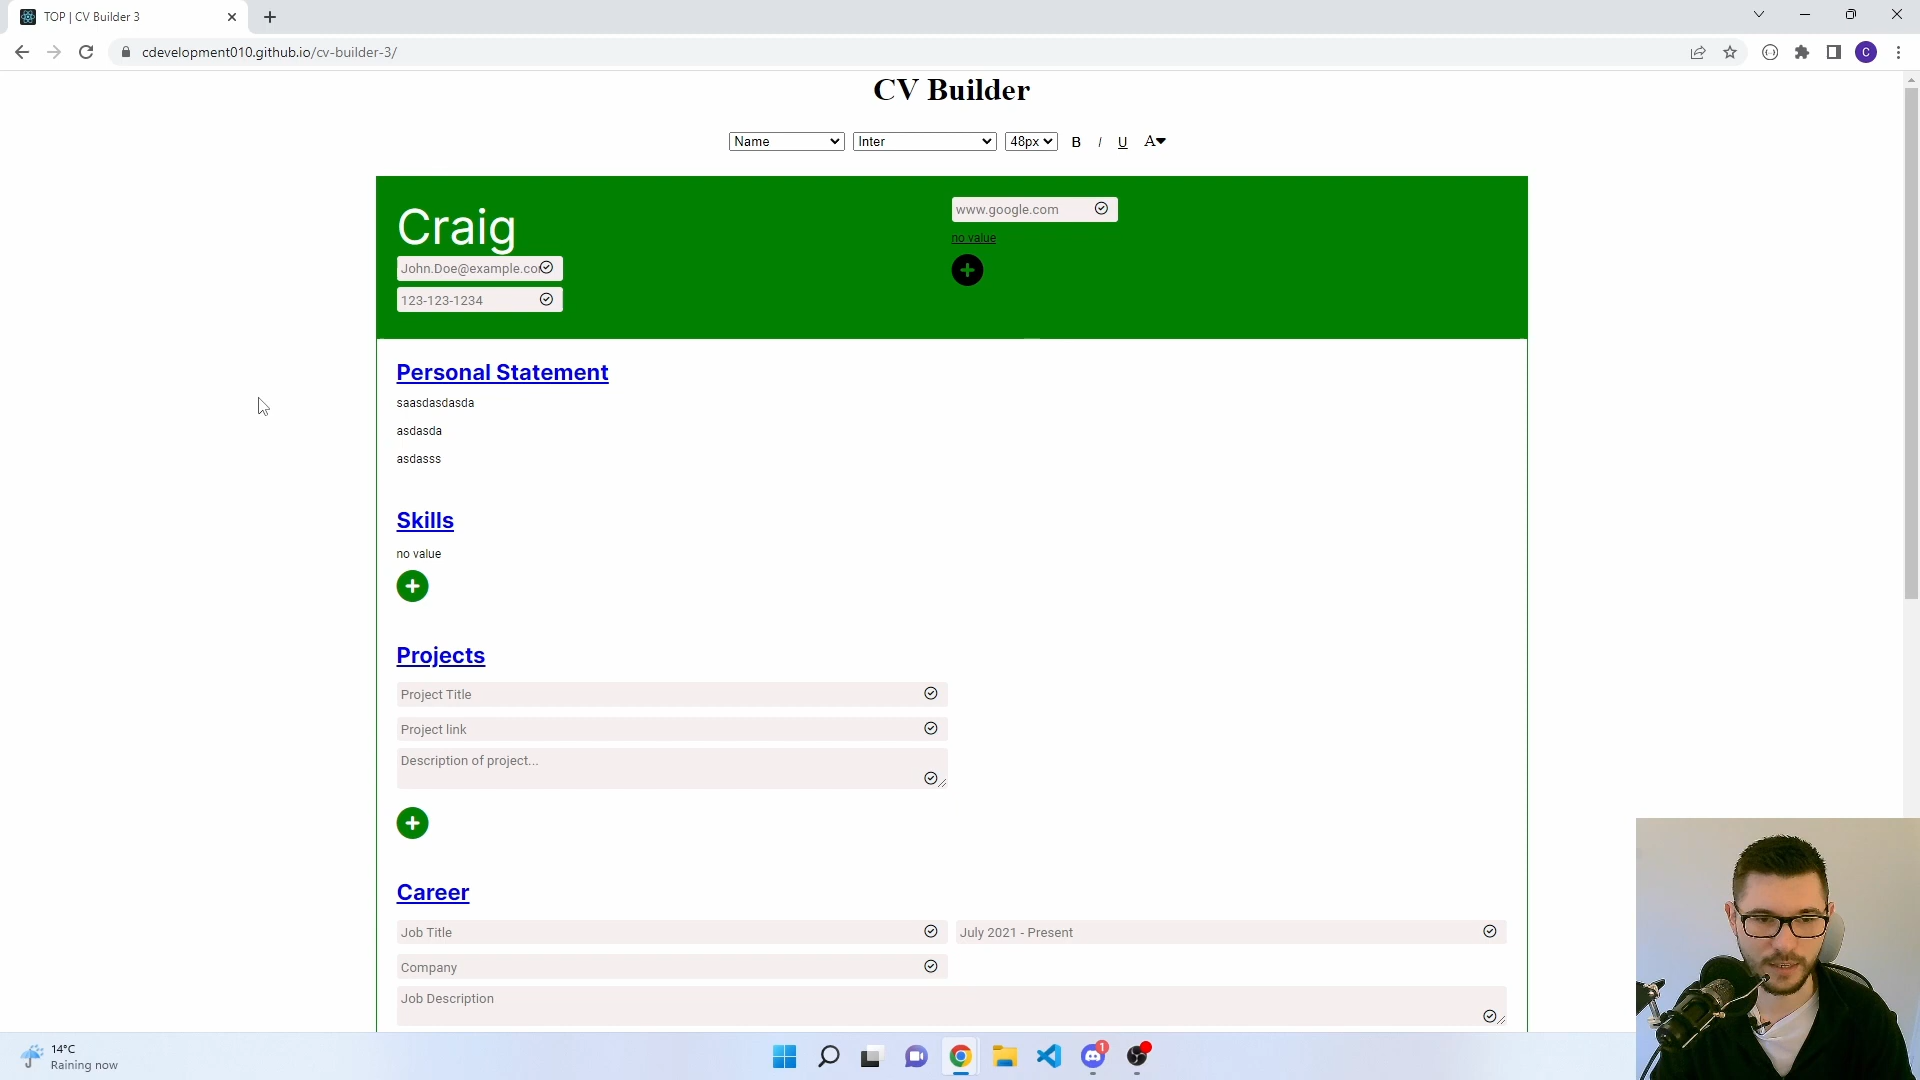 TOP | CV Builder 3
cdevelopment010.github.io/cv-builder-3/
C
CV Builder
Name Inter 48px B I U A
Craig
www.google.com
no value
John.Doe@example.co
123-123-1234
Personal Statement
saasdasdasda
asdasda
asdasss
Skills
no value
Projects
Project Title
Project link
Description of project...
Career
Job Title July 2021 - Present
Company
Job Description
14°C
Raining now
1